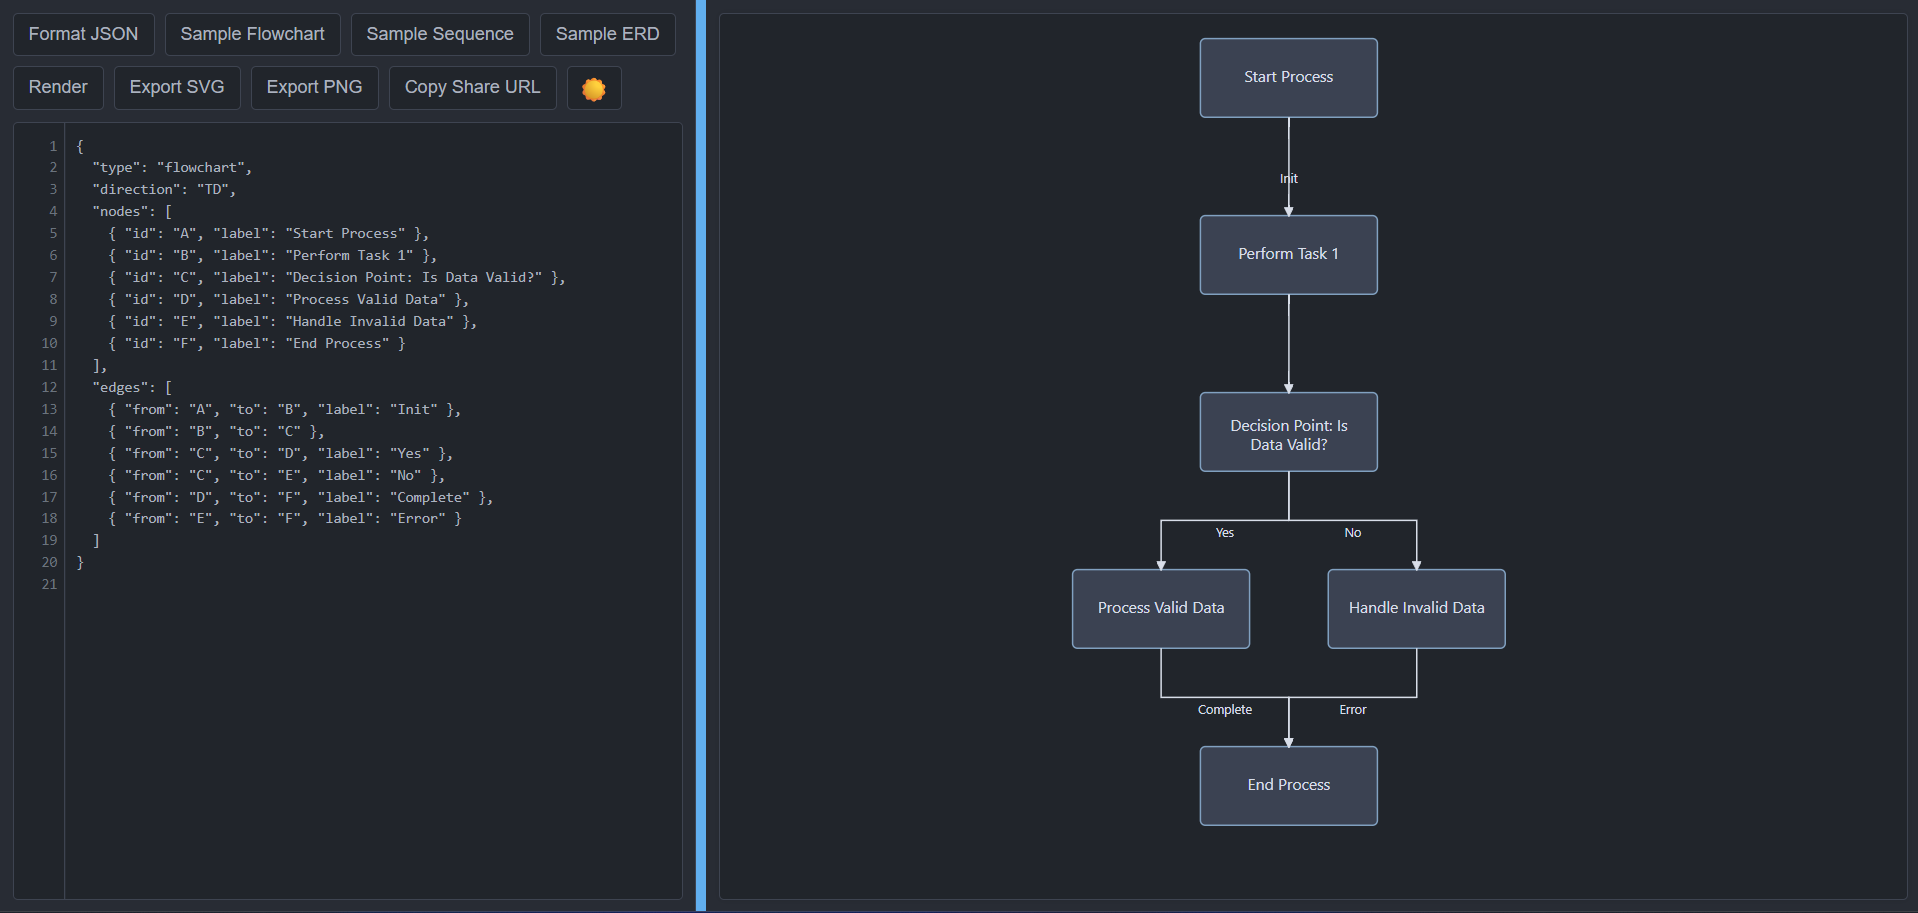 Format JSON
Sample Flowchart
Sample Sequence
Sample ERD
Render
Export SVG
Export PNG
Copy Share URL
1 {
2   "type": "flowchart",
3   "direction": "TD",
4   "nodes": [
5     { "id": "A", "label": "Start Process" },
6     { "id": "B", "label": "Perform Task 1" },
7     { "id": "C", "label": "Decision Point: Is Data Valid?" },
8     { "id": "D", "label": "Process Valid Data" },
9     { "id": "E", "label": "Handle Invalid Data" },
10     { "id": "F", "label": "End Process" }
11   ],
12   "edges": [
13     { "from": "A", "to": "B", "label": "Init" },
14     { "from": "B", "to": "C" },
15     { "from": "C", "to": "D", "label": "Yes" },
16     { "from": "C", "to": "E", "label": "No" },
17     { "from": "D", "to": "F", "label": "Complete" },
18     { "from": "E", "to": "F", "label": "Error" }
19   ]
20 }
21
Start Process
Init
Perform Task 1
Decision Point: Is
Data Valid?
Yes
No
Process Valid Data
Handle Invalid Data
Complete
Error
End Process